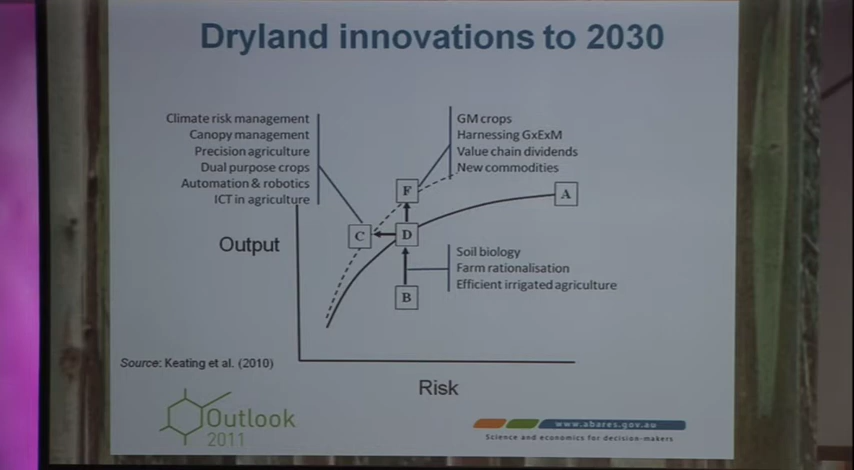 Dryland innovations to 2030
Climate risk management
Canopy management
Precision agriculture
Dual purpose crops
Automation & robotics
ICT in agriculture
GM crops
Harnessing GxExM
Value chain dividends
New commodities
F
A
C
D
Output
Soil biology
Farm rationalisation
Efficient irrigated agriculture
B
Source: Keating et al. (2010)
Risk
Outlook
2011
www.abares.gov.au
Science and economics for decision-makers